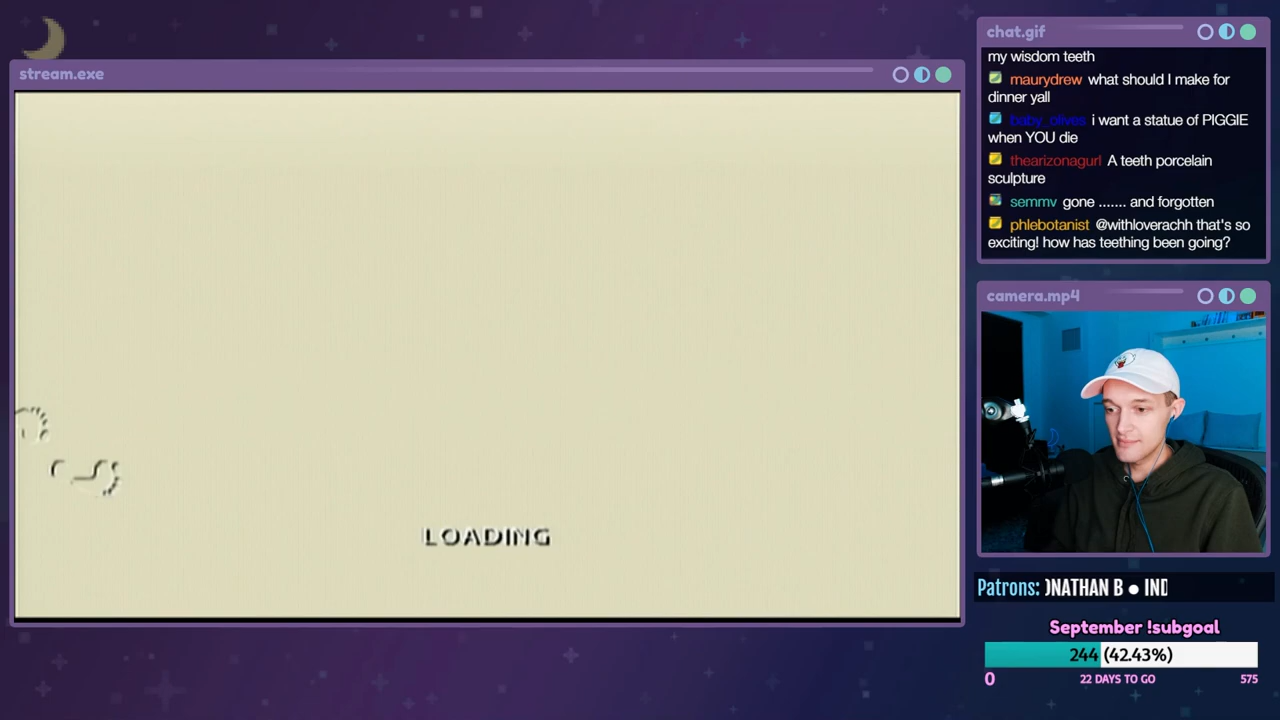 stream.exe
LOADING
chat.gif
my wisdom teeth
maurydrew what should I make for
dinner yall
baby_olives: i want a statue of PIGGIE
when YOU die
thearizonagurl A teeth porcelain
sculpture
semmv gone ....... and forgotten
phlebotanist @withloverachh that's so
exciting! how has teething been going?
camera.mp4
Patrons: ONATHAN B ● IND
September !subgoal
244 (42.43%)
0 22 DAYS TO GO 575